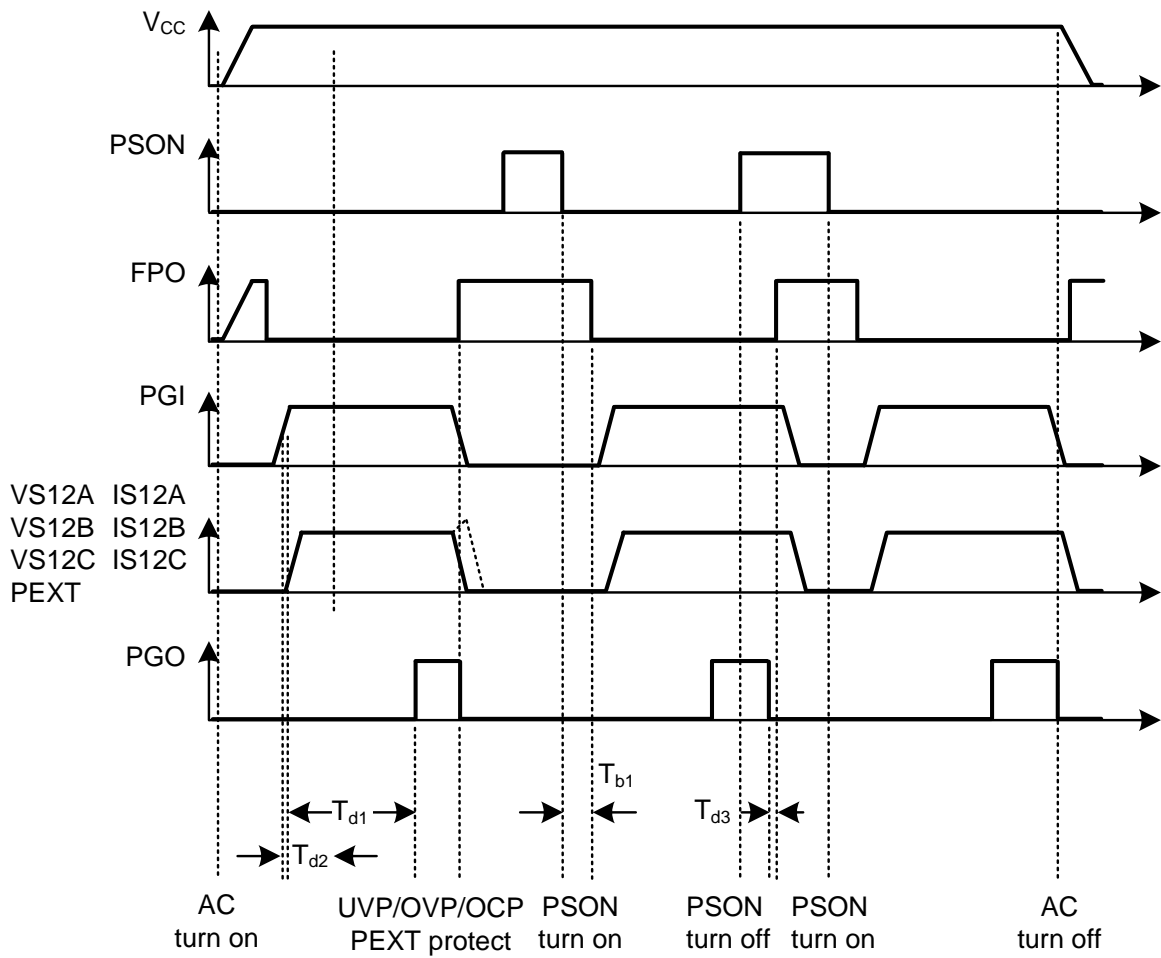 VCC
PSON
FPO
PGI
VS12A IS12A
VS12B IS12B
VS12C IS12C
PEXT
PGO
Tb1
Td1
Td3
Td2
AC
turn on
UVP/OVP/OCP
PEXT protect
PSON
turn on
PSON
turn off
PSON
turn on
AC
turn off